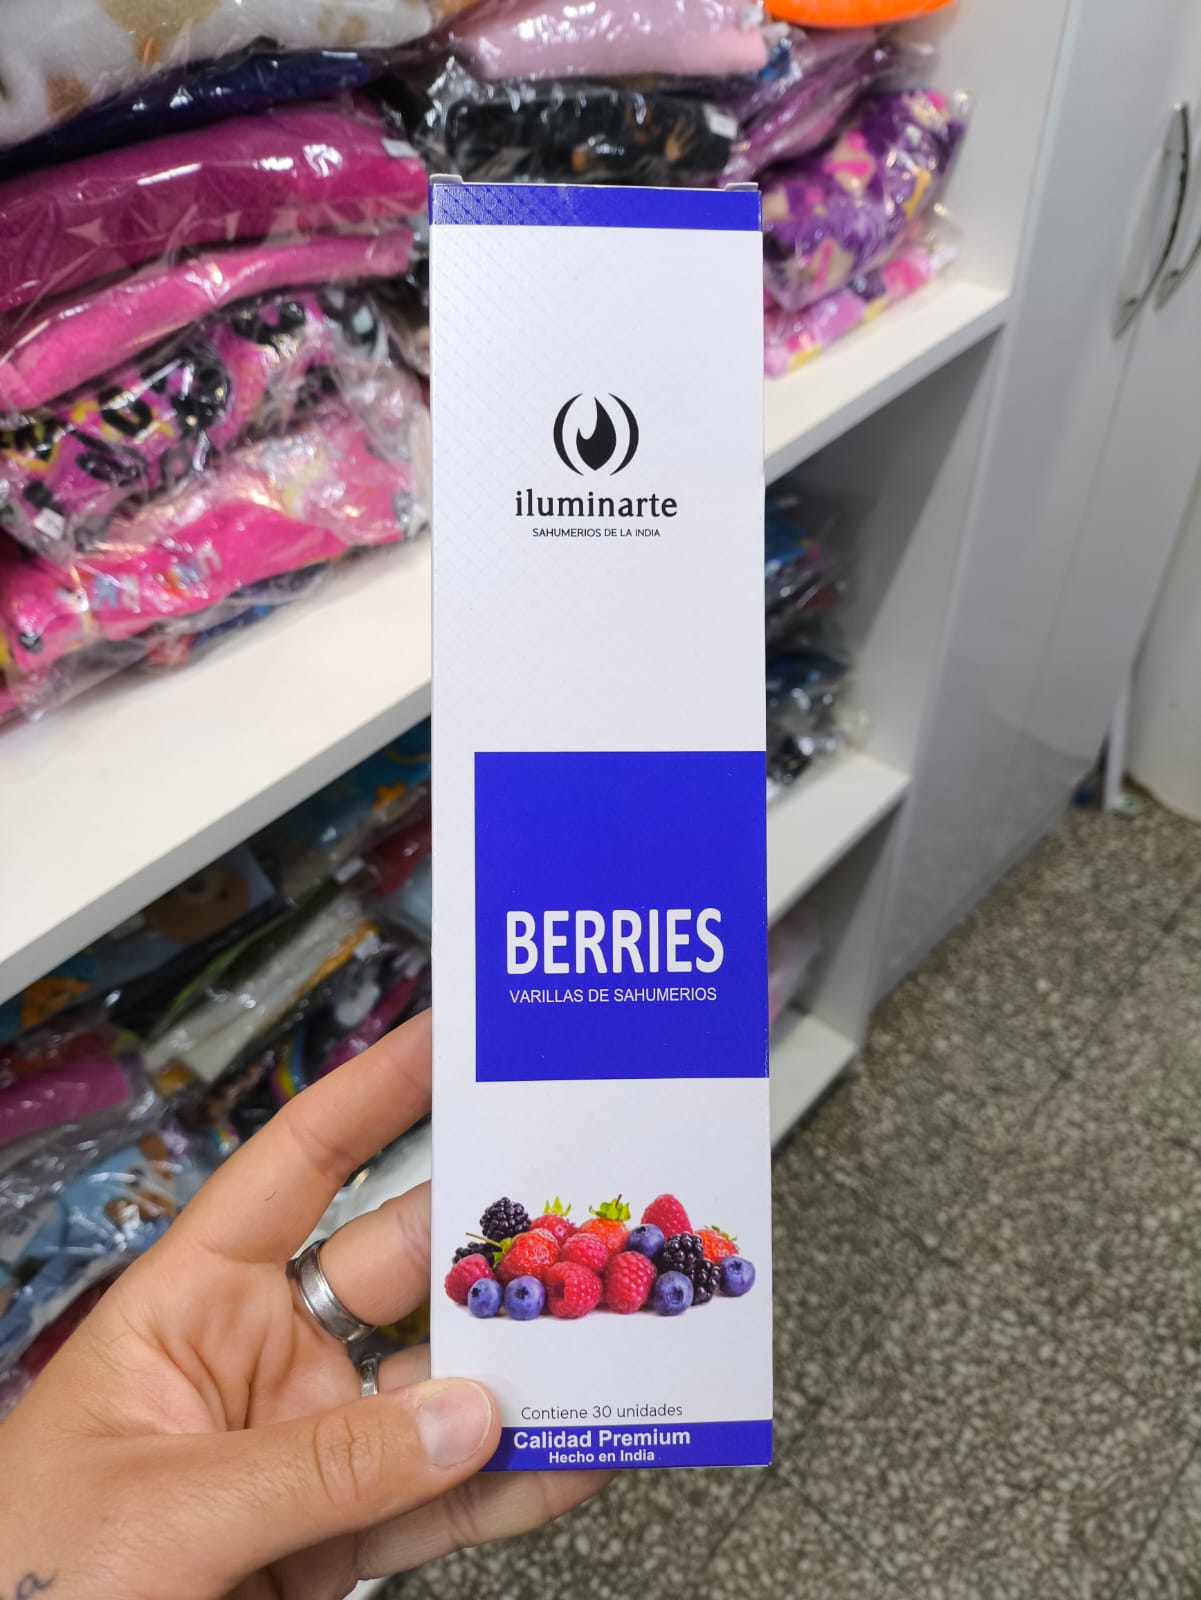 iluminarte
SAHUMERIOS DE LA INDIA
BERRIES
VARILLAS DE SAHUMERIOS
Contiene 30 unidades
Calidad Premium
Hecho en India